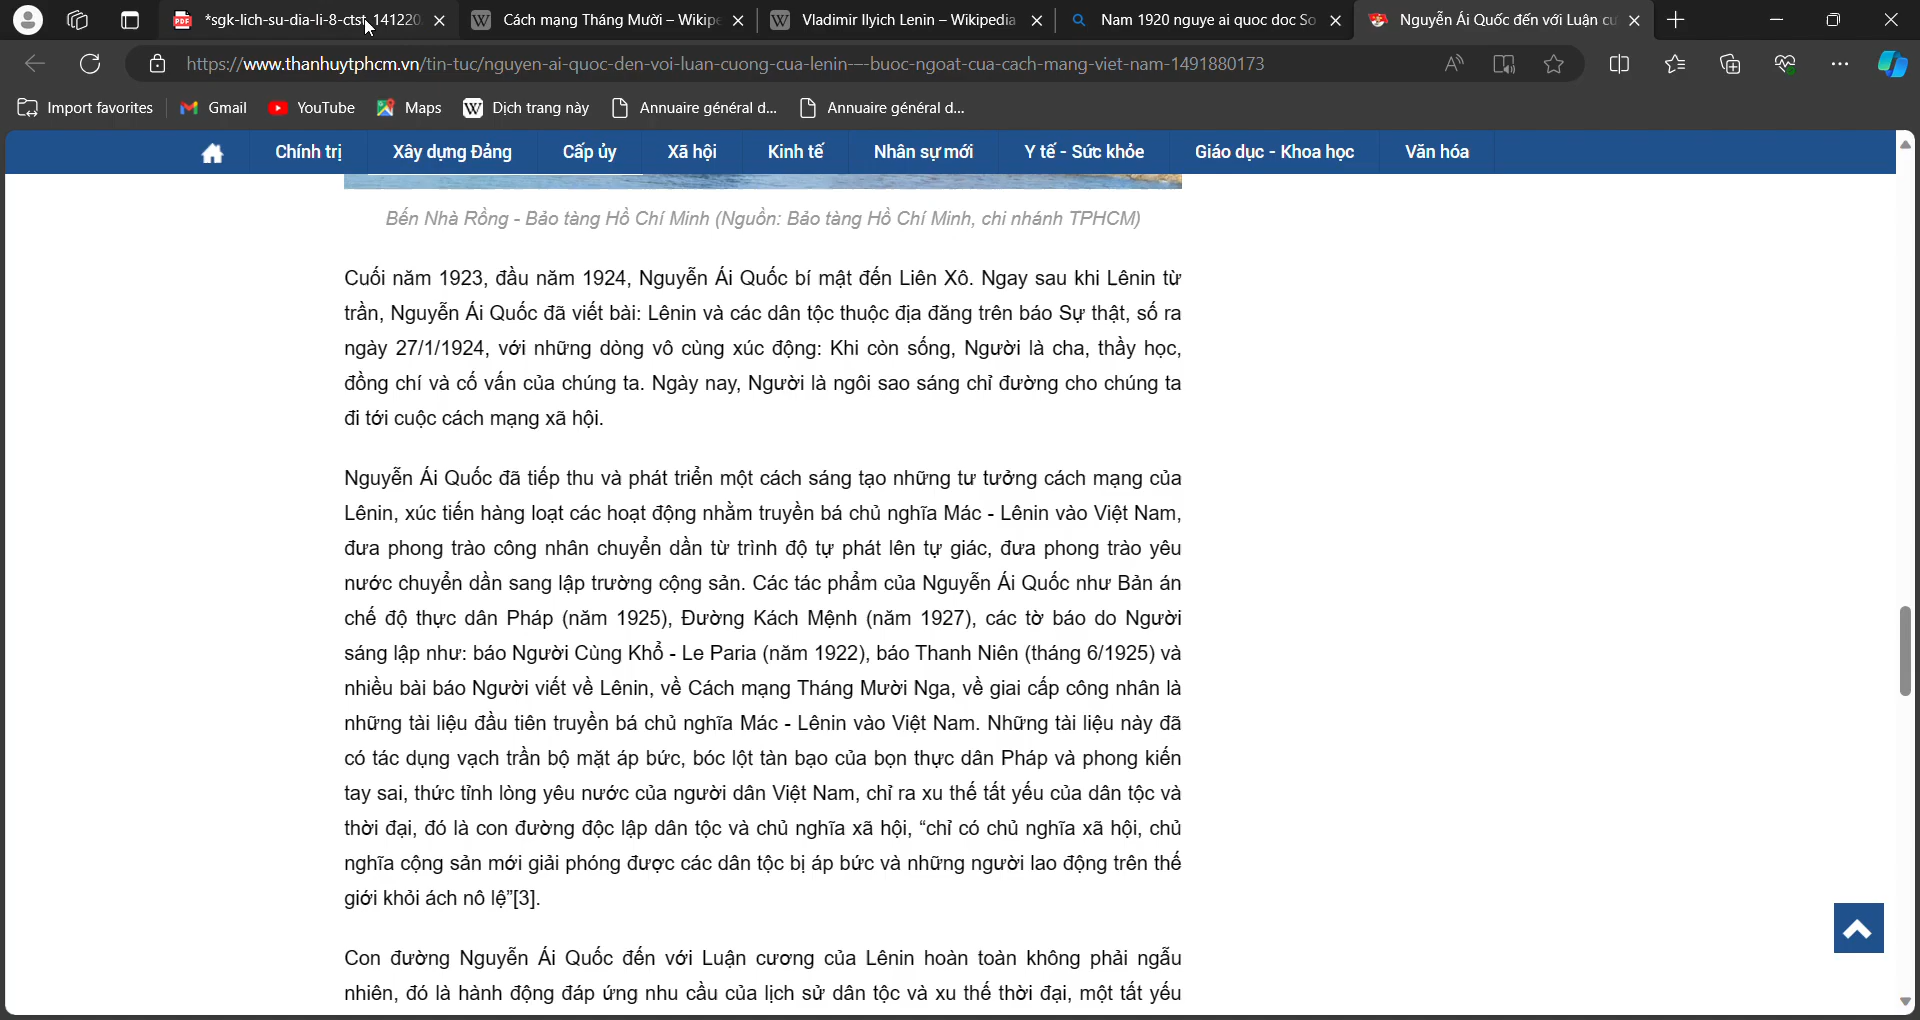 *sgk-lich-su-dia-li-8-ctst_141220
Cách mạng Tháng Mười – Wikipe
Vladimir Ilyich Lenin – Wikipedia
Nam 1920 nguye ai quoc doc So
Nguyễn Ái Quốc đến với Luận cư
https://www.thanhuytphcm.vn/tin-tuc/nguyen-ai-quoc-den-voi-luan-cuong-cua-lenin---buoc-ngoat-cua-cach-mang-viet-nam-1491880173
Import favorites
Gmail
YouTube
Maps
Dịch trang này
Annuaire général d...
Annuaire général d...
Chính trị
Xây dựng Đảng
Cấp ủy
Xã hội
Kinh tế
Nhân sự mới
Y tế - Sức khỏe
Giáo dục - Khoa học
Văn hóa
Bến Nhà Rồng - Bảo tàng Hồ Chí Minh (Nguồn: Bảo tàng Hồ Chí Minh, chi nhánh TPHCM)
Cuối năm 1923, đầu năm 1924, Nguyễn Ái Quốc bí mật đến Liên Xô. Ngay sau khi Lênin từ
trần, Nguyễn Ái Quốc đã viết bài: Lênin và các dân tộc thuộc địa đăng trên báo Sự thật, số ra
ngày 27/1/1924, với những dòng vô cùng xúc động: Khi còn sống, Người là cha, thầy học,
đồng chí và cố vấn của chúng ta. Ngày nay, Người là ngôi sao sáng chỉ đường cho chúng ta
đi tới cuộc cách mạng xã hội.
Nguyễn Ái Quốc đã tiếp thu và phát triển một cách sáng tạo những tư tưởng cách mạng của
Lênin, xúc tiến hàng loạt các hoạt động nhằm truyền bá chủ nghĩa Mác - Lênin vào Việt Nam,
đưa phong trào công nhân chuyển dần từ trình độ tự phát lên tự giác, đưa phong trào yêu
nước chuyển dần sang lập trường cộng sản. Các tác phẩm của Nguyễn Ái Quốc như Bản án
chế độ thực dân Pháp (năm 1925), Đường Kách Mệnh (năm 1927), các tờ báo do Người
sáng lập như: báo Người Cùng Khổ - Le Paria (năm 1922), báo Thanh Niên (tháng 6/1925) và
nhiều bài báo Người viết về Lênin, về Cách mạng Tháng Mười Nga, về giai cấp công nhân là
những tài liệu đầu tiên truyền bá chủ nghĩa Mác - Lênin vào Việt Nam. Những tài liệu này đã
có tác dụng vạch trần bộ mặt áp bức, bóc lột tàn bạo của bọn thực dân Pháp và phong kiến
tay sai, thức tỉnh lòng yêu nước của người dân Việt Nam, chỉ ra xu thế tất yếu của dân tộc và
thời đại, đó là con đường độc lập dân tộc và chủ nghĩa xã hội, “chỉ có chủ nghĩa xã hội, chủ
nghĩa cộng sản mới giải phóng được các dân tộc bị áp bức và những người lao động trên thế
giới khỏi ách nô lệ”[3].
Con đường Nguyễn Ái Quốc đến với Luận cương của Lênin hoàn toàn không phải ngẫu
nhiên, đó là hành động đáp ứng nhu cầu của lịch sử dân tộc và xu thế thời đại, một tất yếu